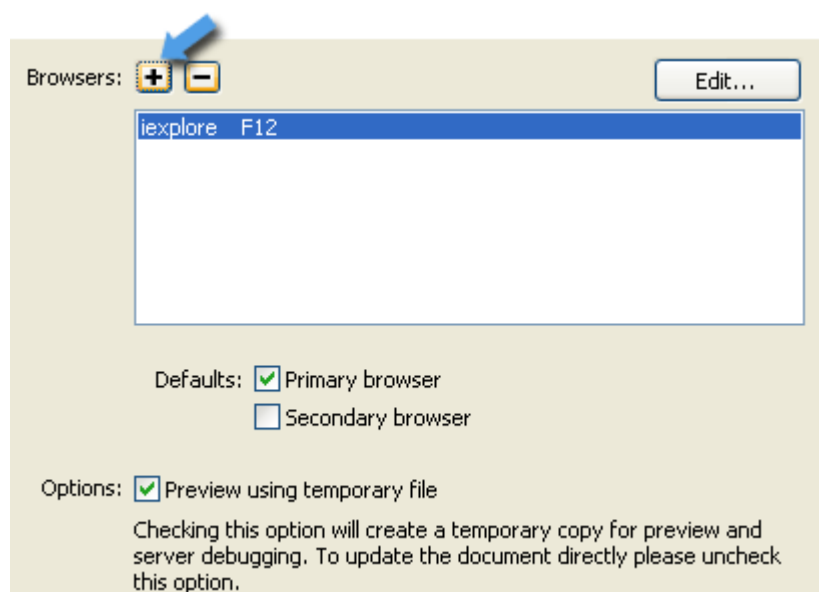 Browsers: + − Edit...
iexplore F12
Defaults: Primary browser
Secondary browser
Options: Preview using temporary file
Checking this option will create a temporary copy for preview and
server debugging. To update the document directly please uncheck
this option.